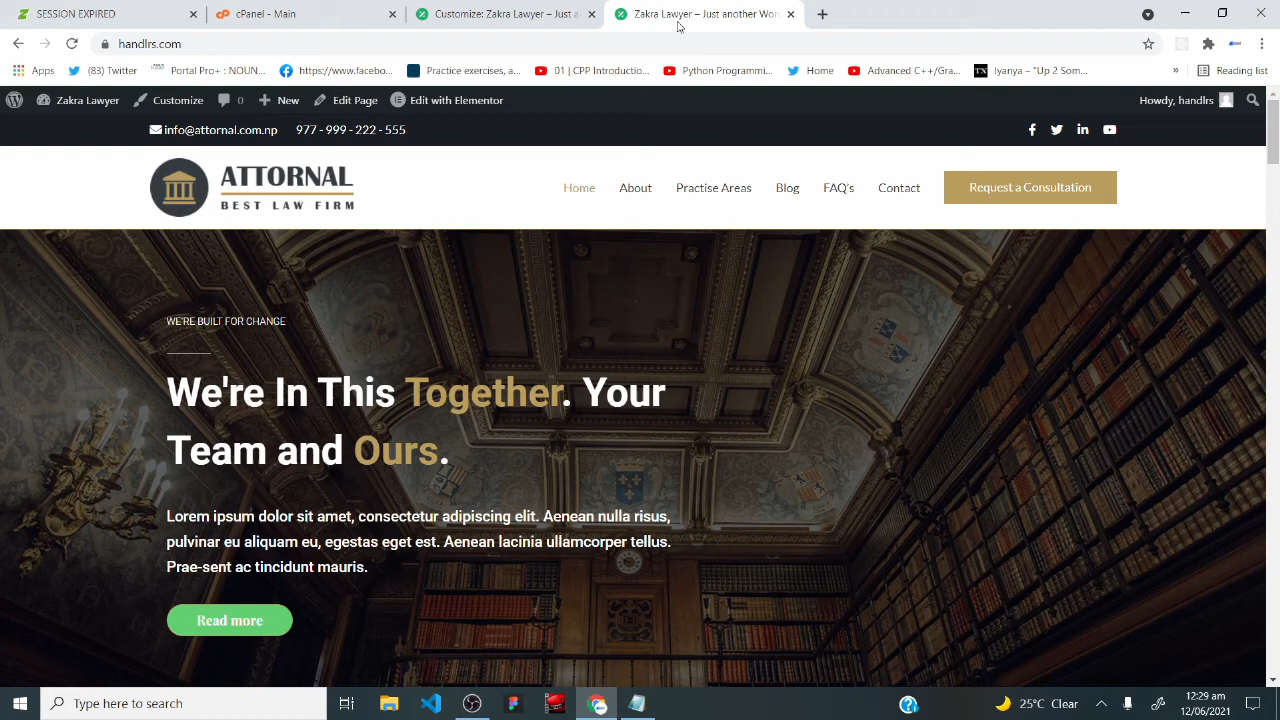 SESSION EXPIRED
cPanel - Zakra Lawyer
Customize: Zakra Lawyer – Just a
Zakra Lawyer – Just another Wor
handlrs.com
Apps
(93) Twitter
Portal Pro+ : NOUN...
https://www.facebo...
Practice exercises, a...
01 | CPP Introductio...
Python Programmi...
Home
Advanced C++/Gra...
Iyanya – "Up 2 Som...
»
Reading list
Zakra Lawyer
Customize
0
New
Edit Page
Edit with Elementor
Howdy, handlrs
info@attornal.com.np
977 - 999 - 222 - 555
ATTORNAL
BEST LAW FIRM
Home
About
Practise Areas
Blog
FAQ's
Contact
Request a Consultation
WE'RE BUILT FOR CHANGE
We're In This Together. Your
Team and Ours.
Lorem ipsum dolor sit amet, consectetur adipiscing elit. Aenean nulla risus,
pulvinar eu aliquam eu, egestas eget est. Aenean lacinia ullamcorper tellus.
Prae-sent ac tincidunt mauris.
Read more
Type here to search
25°C Clear
12:29 am
12/06/2021